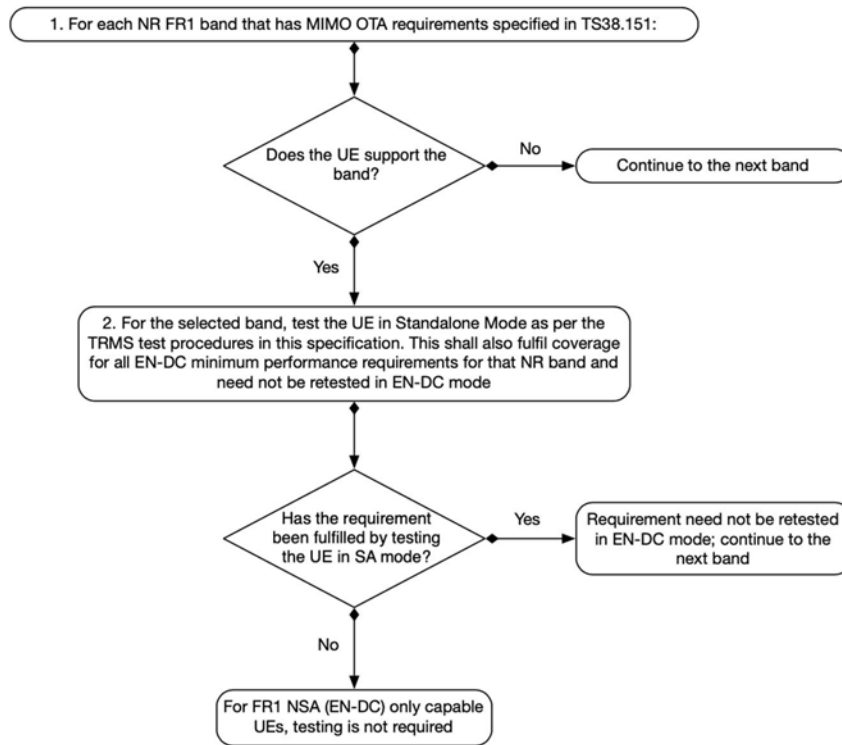 1. For each NR FR1 band that has MIMO OTA requirements specified in TS38.151:
Does the UE support the
band?
No
Continue to the next band
Yes
2. For the selected band, test the UE in Standalone Mode as per the
TRMS test procedures in this specification. This shall also fulfil coverage
for all EN-DC minimum performance requirements for that NR band and
need not be retested in EN-DC mode
Has the requirement
been fulfilled by testing
the UE in SA mode?
Yes
Requirement need not be retested
in EN-DC mode; continue to the
next band
No
For FR1 NSA (EN-DC) only capable
UEs, testing is not required